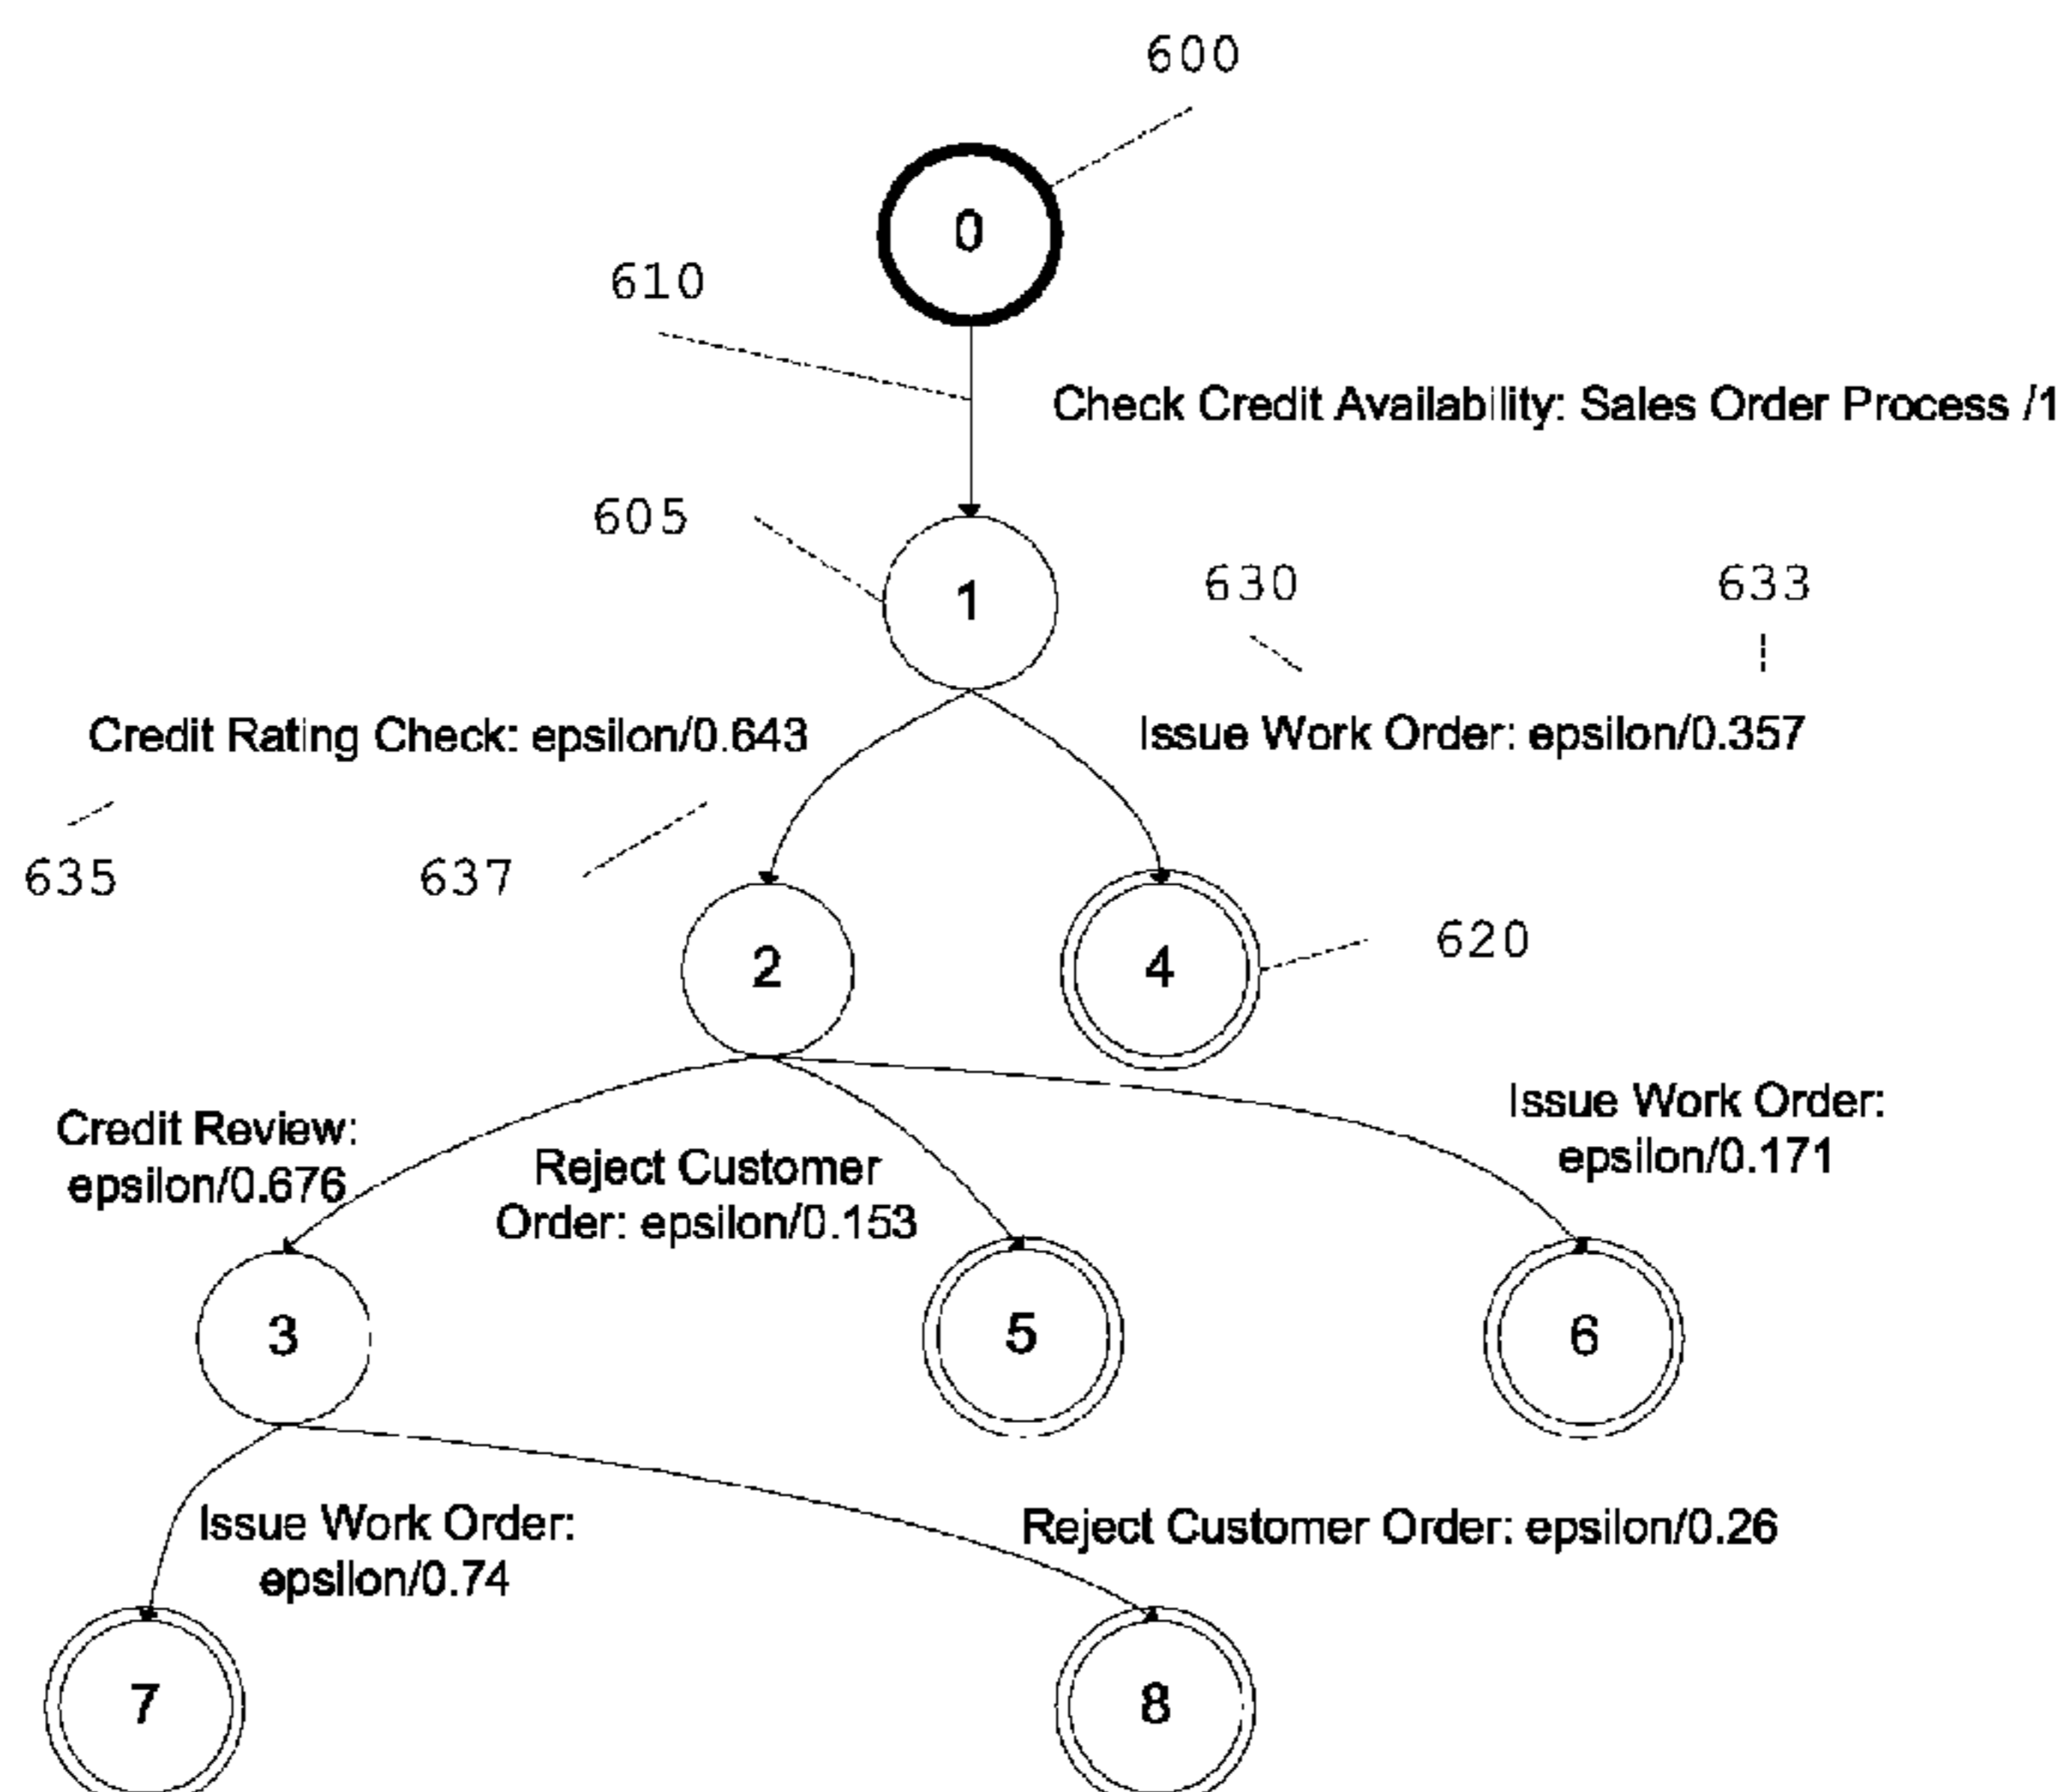 600
0
610
Check Credit Availability: Sales Order Process /1
605
1
630
633
Credit Rating Check: epsilon/0.643
Issue Work Order: epsilon/0.357
635
637
2
4
620
Credit Review:
epsilon/0.676
Reject Customer
Order: epsilon/0.153
Issue Work Order:
epsilon/0.171
3
5
6
Issue Work Order:
epsilon/0.74
Reject Customer Order: epsilon/0.26
7
8